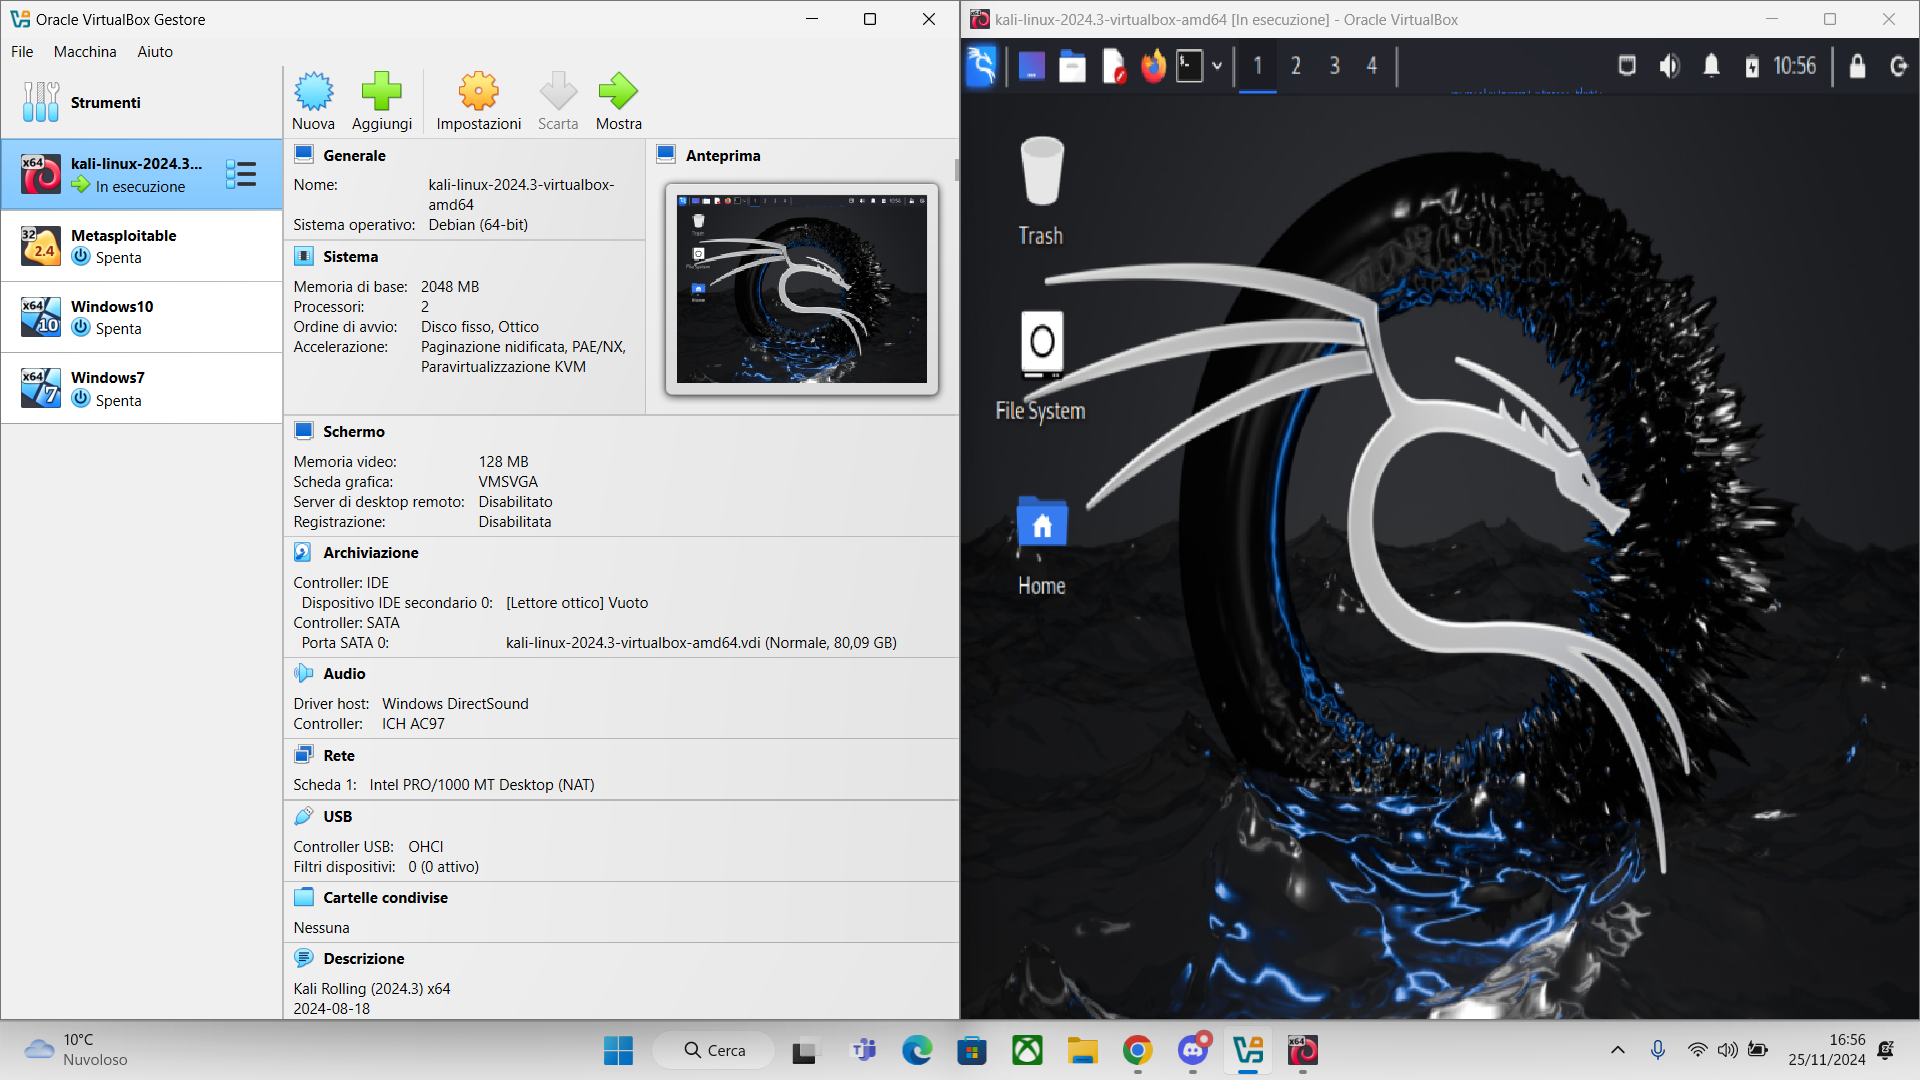 Oracle VirtualBox Gestore
File Macchina Aiuto
Strumenti
kali-linux-2024.3...
In esecuzione
Metasploitable
Spenta
Windows10
Spenta
Windows7
Spenta
Nuova Aggiungi Impostazioni Scarta Mostra
Generale
Nome: kali-linux-2024.3-virtualbox-
amd64
Sistema operativo: Debian (64-bit)
Sistema
Memoria di base: 2048 MB
Processori: 2
Ordine di avvio: Disco fisso, Ottico
Accelerazione: Paginazione nidificata, PAE/NX,
Paravirtualizzazione KVM
Anteprima
Schermo
Memoria video: 128 MB
Scheda grafica: VMSVGA
Server di desktop remoto: Disabilitato
Registrazione: Disabilitata
Archiviazione
Controller: IDE
Dispositivo IDE secondario 0: [Lettore ottico] Vuoto
Controller: SATA
Porta SATA 0: kali-linux-2024.3-virtualbox-amd64.vdi (Normale, 80,09 GB)
Audio
Driver host: Windows DirectSound
Controller: ICH AC97
Rete
Scheda 1: Intel PRO/1000 MT Desktop (NAT)
USB
Controller USB: OHCI
Filtri dispositivi: 0 (0 attivo)
Cartelle condivise
Nessuna
Descrizione
Kali Rolling (2024.3) x64
2024-08-18
kali-linux-2024.3-virtualbox-amd64 [In esecuzione] - Oracle VirtualBox
1 2 3 4 10:56
Trash
File System
Home
10°C
Nuvoloso
Cerca
16:56
25/11/2024